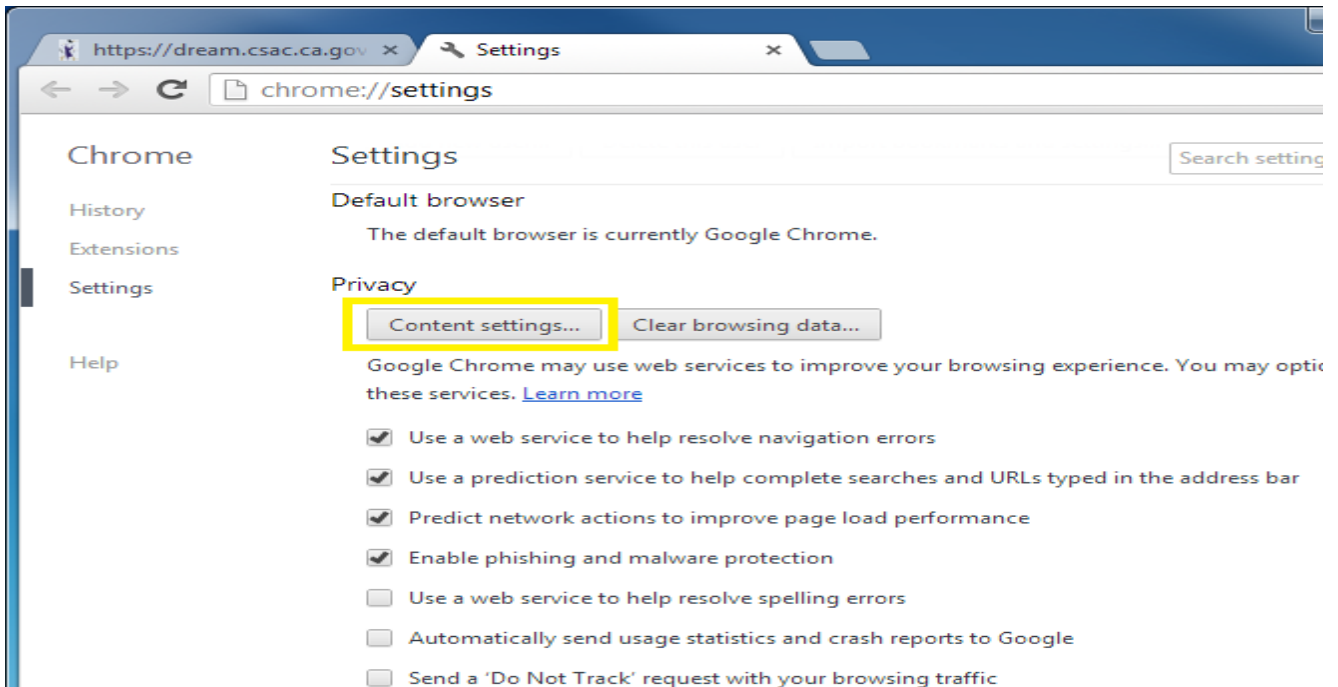 https://dream.csac.ca.gov
Settings
chrome://settings
Chrome
Settings
Search setting
History
Extensions
Settings
Help
Default browser
The default browser is currently Google Chrome.
Privacy
Content settings...
Clear browsing data...
Google Chrome may use web services to improve your browsing experience. You may optic
these services. Learn more
Use a web service to help resolve navigation errors
Use a prediction service to help complete searches and URLs typed in the address bar
Predict network actions to improve page load performance
Enable phishing and malware protection
Use a web service to help resolve spelling errors
Automatically send usage statistics and crash reports to Google
Send a 'Do Not Track' request with your browsing traffic